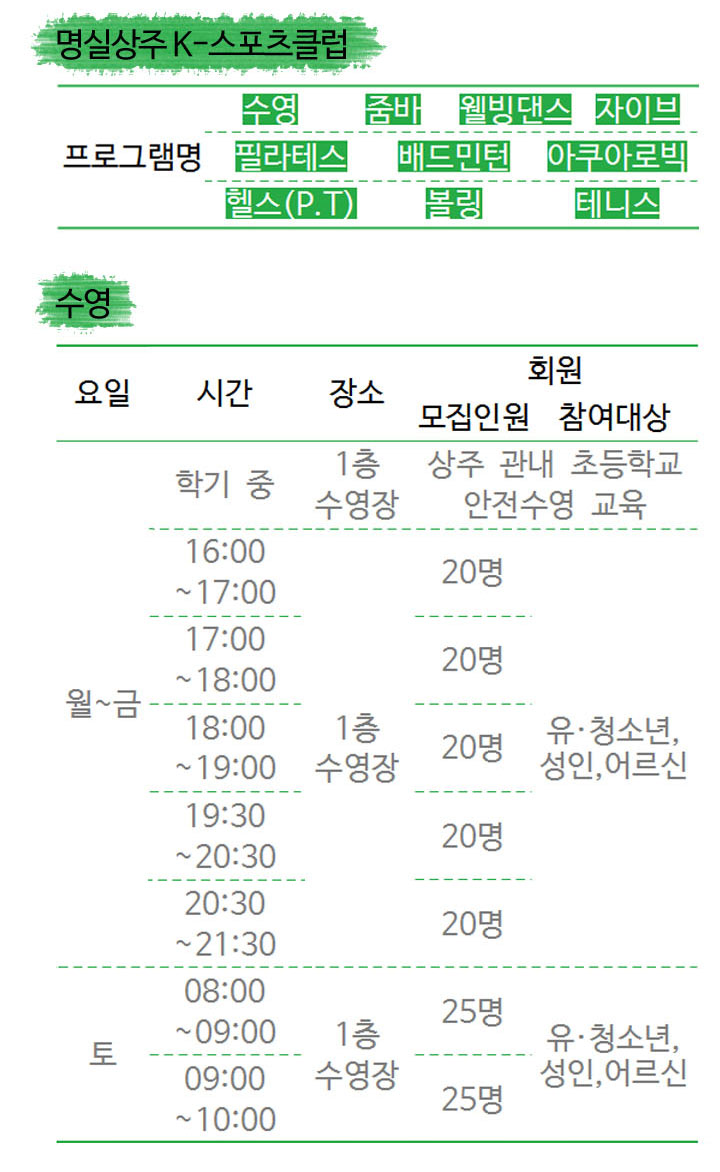 명실상주 K-스포츠클럽
수영 줌바 웰빙댄스 자이브
프로그램명 필라테스 배드민턴 아쿠아로빅
헬스(P.T) 볼링 테니스
수영
요일 시간 장소 회원
모집인원 참여대상
학기 중 1층 상주 관내 초등학교
수영장 안전수영 교육
16:00
~17:00 20명
17:00
~18:00 20명
월~금 18:00 1층 20명 유·청소년,
~19:00 수영장 성인,어르신
19:30
~20:30 20명
20:30
~21:30 20명
08:00
~09:00 25명
토 1층 유·청소년,
수영장 성인,어르신
09:00
~10:00 25명